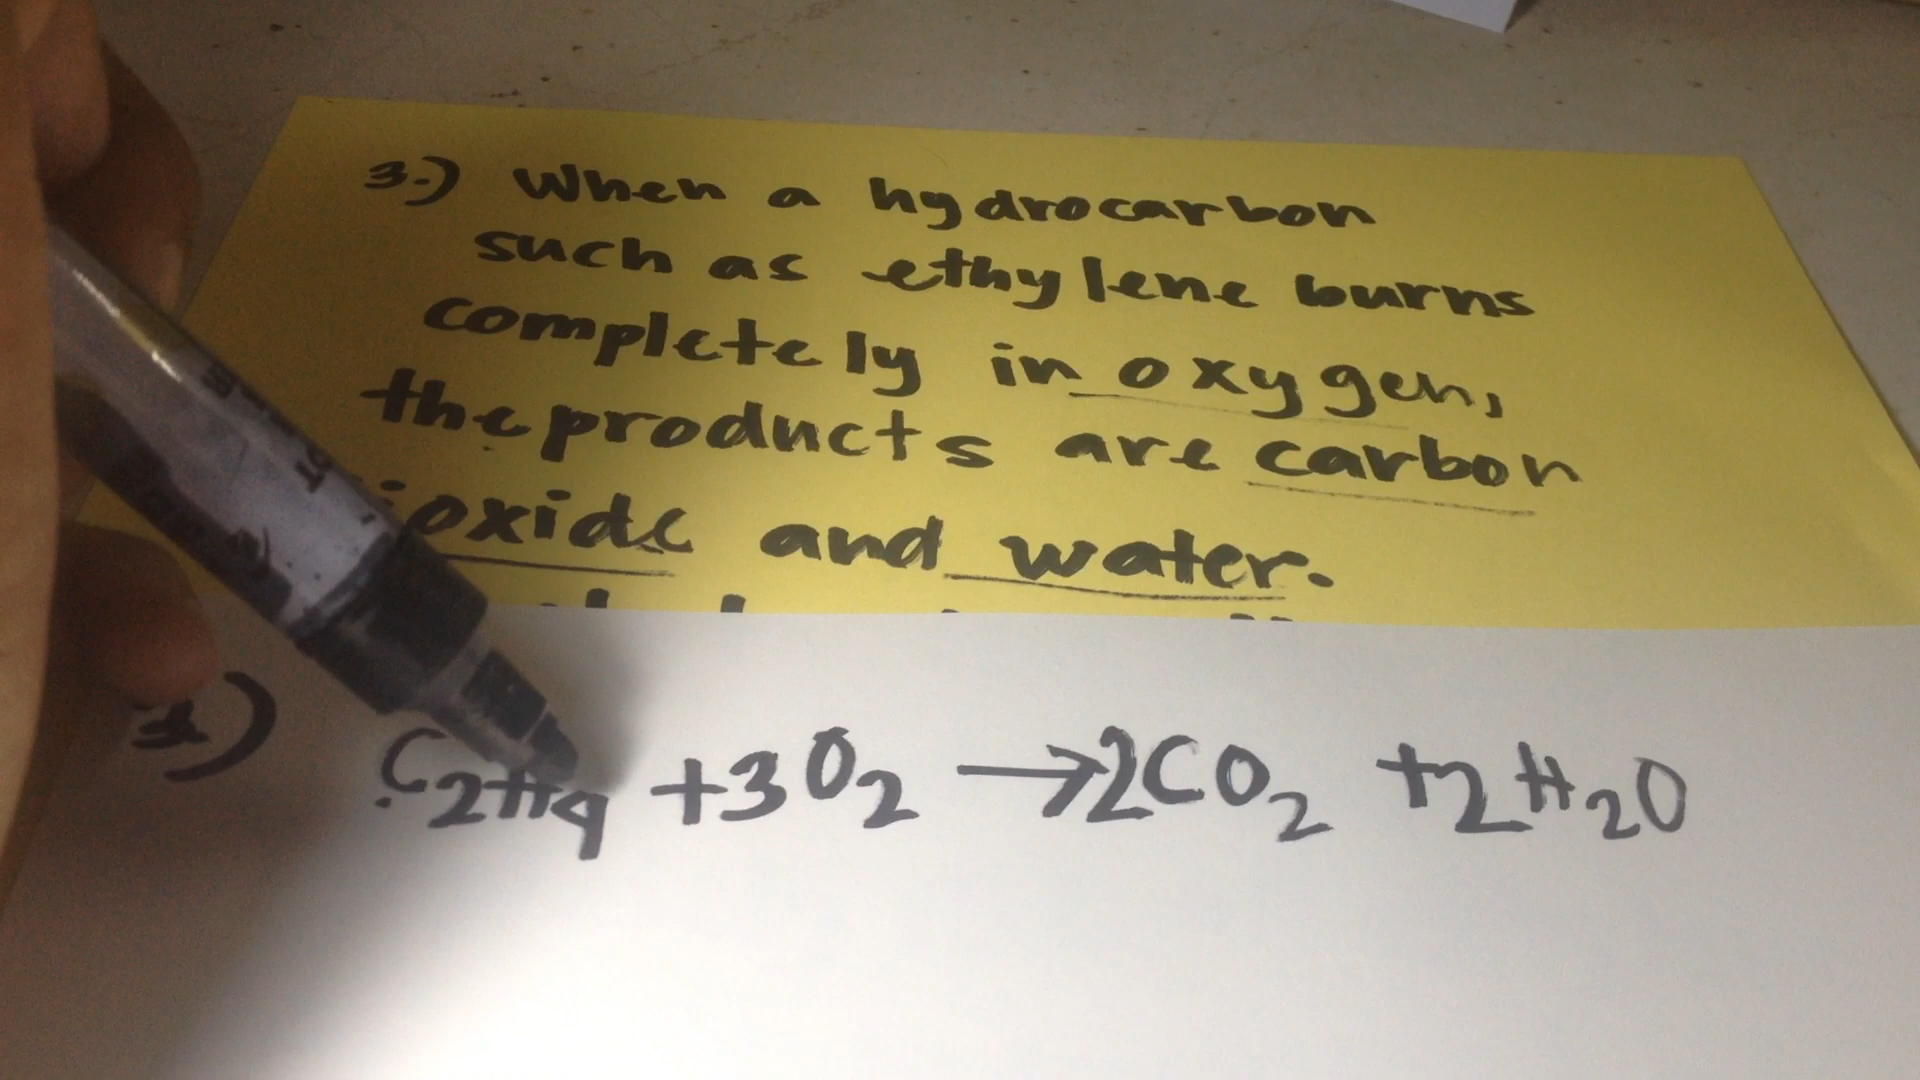 3.) When a hydrocarbon
such as ethylene burns
completely in oxygen,
the products are carbon
ioxide and water.
C2H4 + 3O2 → 2CO2 + 2H2O